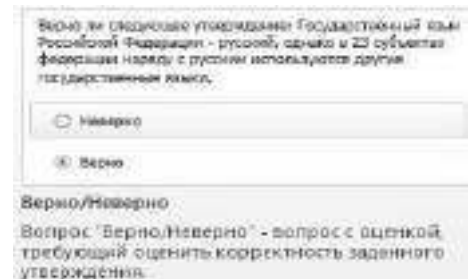 Верно ли следующее утверждение: Государственный язык
Российской Федерации - русский, однако в 23 субъектах
федерации наряду с русским используются другие
государственные языки.
Неверно
Верно
Верно/Неверно
Вопрос "Верно/Неверно" - вопрос с оценкой,
требующий оценить корректность заданного
утверждения.